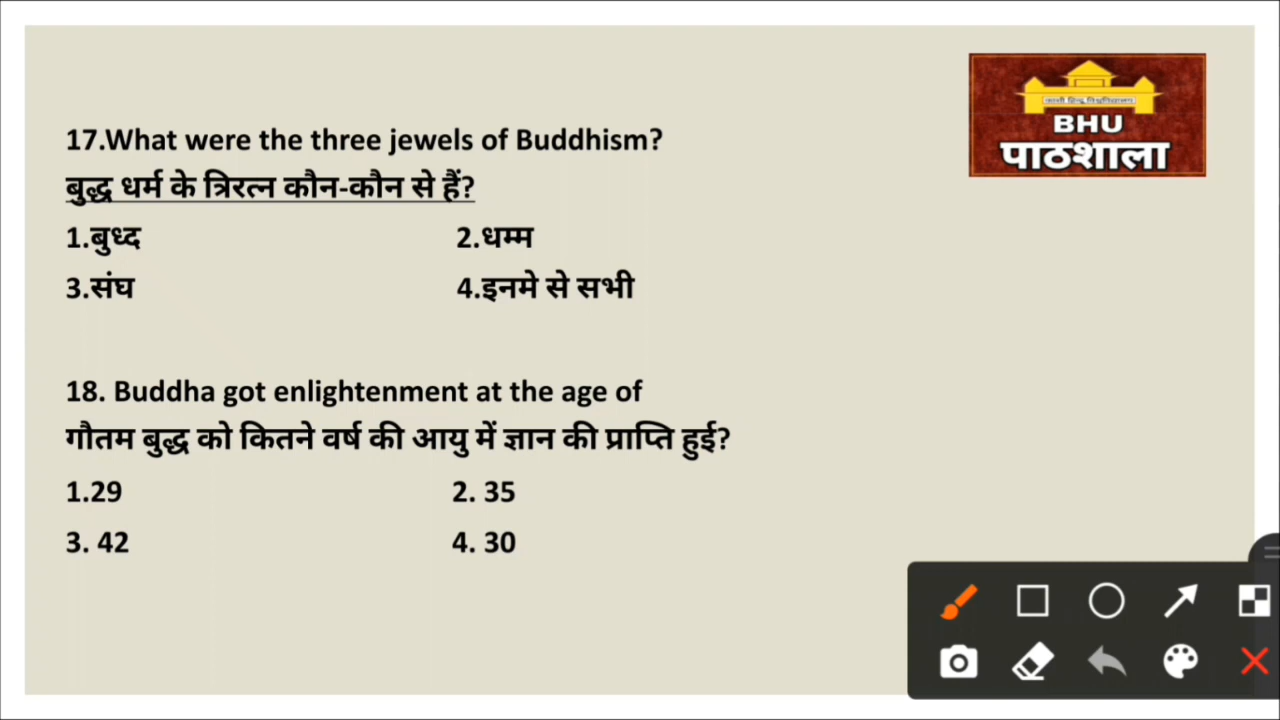 17.What were the three jewels of Buddhism?
बुद्ध धर्म के त्रिरत्न कौन-कौन से हैं?
1.बुध्द 2.धम्म
3.संघ 4.इनमे से सभी
18. Buddha got enlightenment at the age of
गौतम बुद्ध को कितने वर्ष की आयु में ज्ञान की प्राप्ति हुई?
1.29 2. 35
3. 42 4. 30
काशी हिन्दू विश्वविद्यालय
BHU
पाठशाला